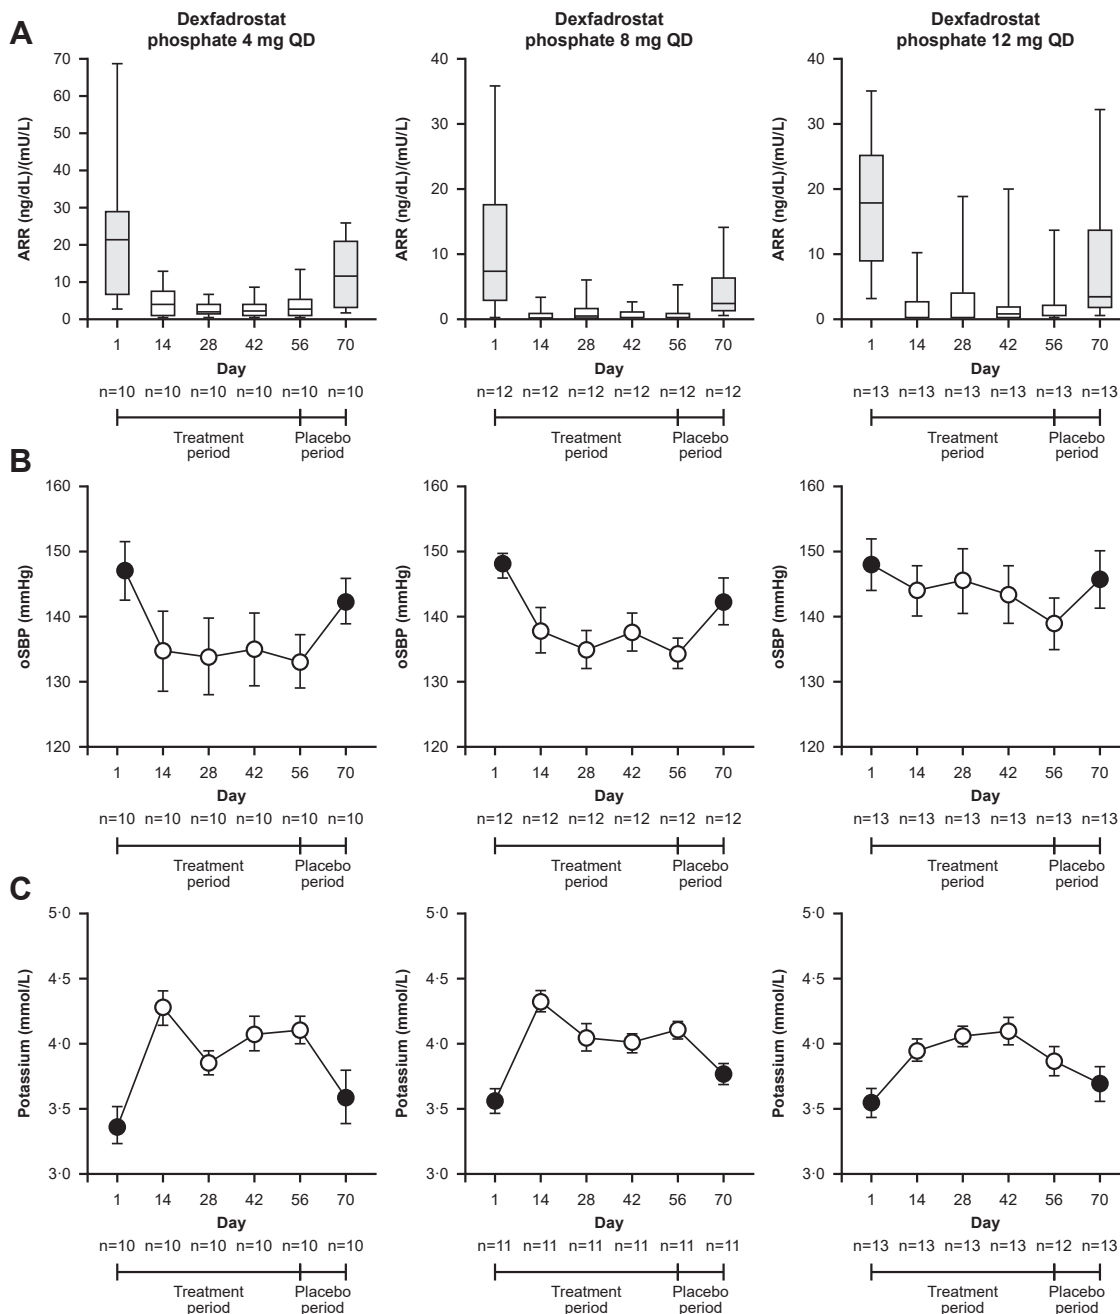 A
Dexfadrostat
phosphate 4 mg QD
Dexfadrostat
phosphate 8 mg QD
Dexfadrostat
phosphate 12 mg QD
ARR (ng/dL)/(mU/L)
70
60
50
40
30
20
10
0
1 14 28 42 56 70
Day
n=10 n=10 n=10 n=10 n=10 n=10
Treatment
period
Placebo
period
ARR (ng/dL)/(mU/L)
40
30
20
10
0
1 14 28 42 56 70
Day
n=12 n=12 n=12 n=12 n=12 n=12
Treatment
period
Placebo
period
ARR (ng/dL)/(mU/L)
40
30
20
10
0
1 14 28 42 56 70
Day
n=13 n=13 n=13 n=13 n=13 n=13
Treatment
period
Placebo
period
B
oSBP (mmHg)
160
150
140
130
120
1 14 28 42 56 70
Day
n=10 n=10 n=10 n=10 n=10 n=10
Treatment
period
Placebo
period
oSBP (mmHg)
160
150
140
130
120
1 14 28 42 56 70
Day
n=12 n=12 n=12 n=12 n=12 n=12
Treatment
period
Placebo
period
oSBP (mmHg)
160
150
140
130
120
1 14 28 42 56 70
Day
n=13 n=13 n=13 n=13 n=13 n=13
Treatment
period
Placebo
period
C
Potassium (mmol/L)
5·0
4·5
4·0
3·5
3·0
1 14 28 42 56 70
Day
n=10 n=10 n=10 n=10 n=10 n=10
Treatment
period
Placebo
period
Potassium (mmol/L)
5·0
4·5
4·0
3·5
3·0
1 14 28 42 56 70
Day
n=11 n=11 n=11 n=11 n=11 n=11
Treatment
period
Placebo
period
Potassium (mmol/L)
5·0
4·5
4·0
3·5
3·0
1 14 28 42 56 70
Day
n=13 n=13 n=13 n=13 n=12 n=13
Treatment
period
Placebo
period